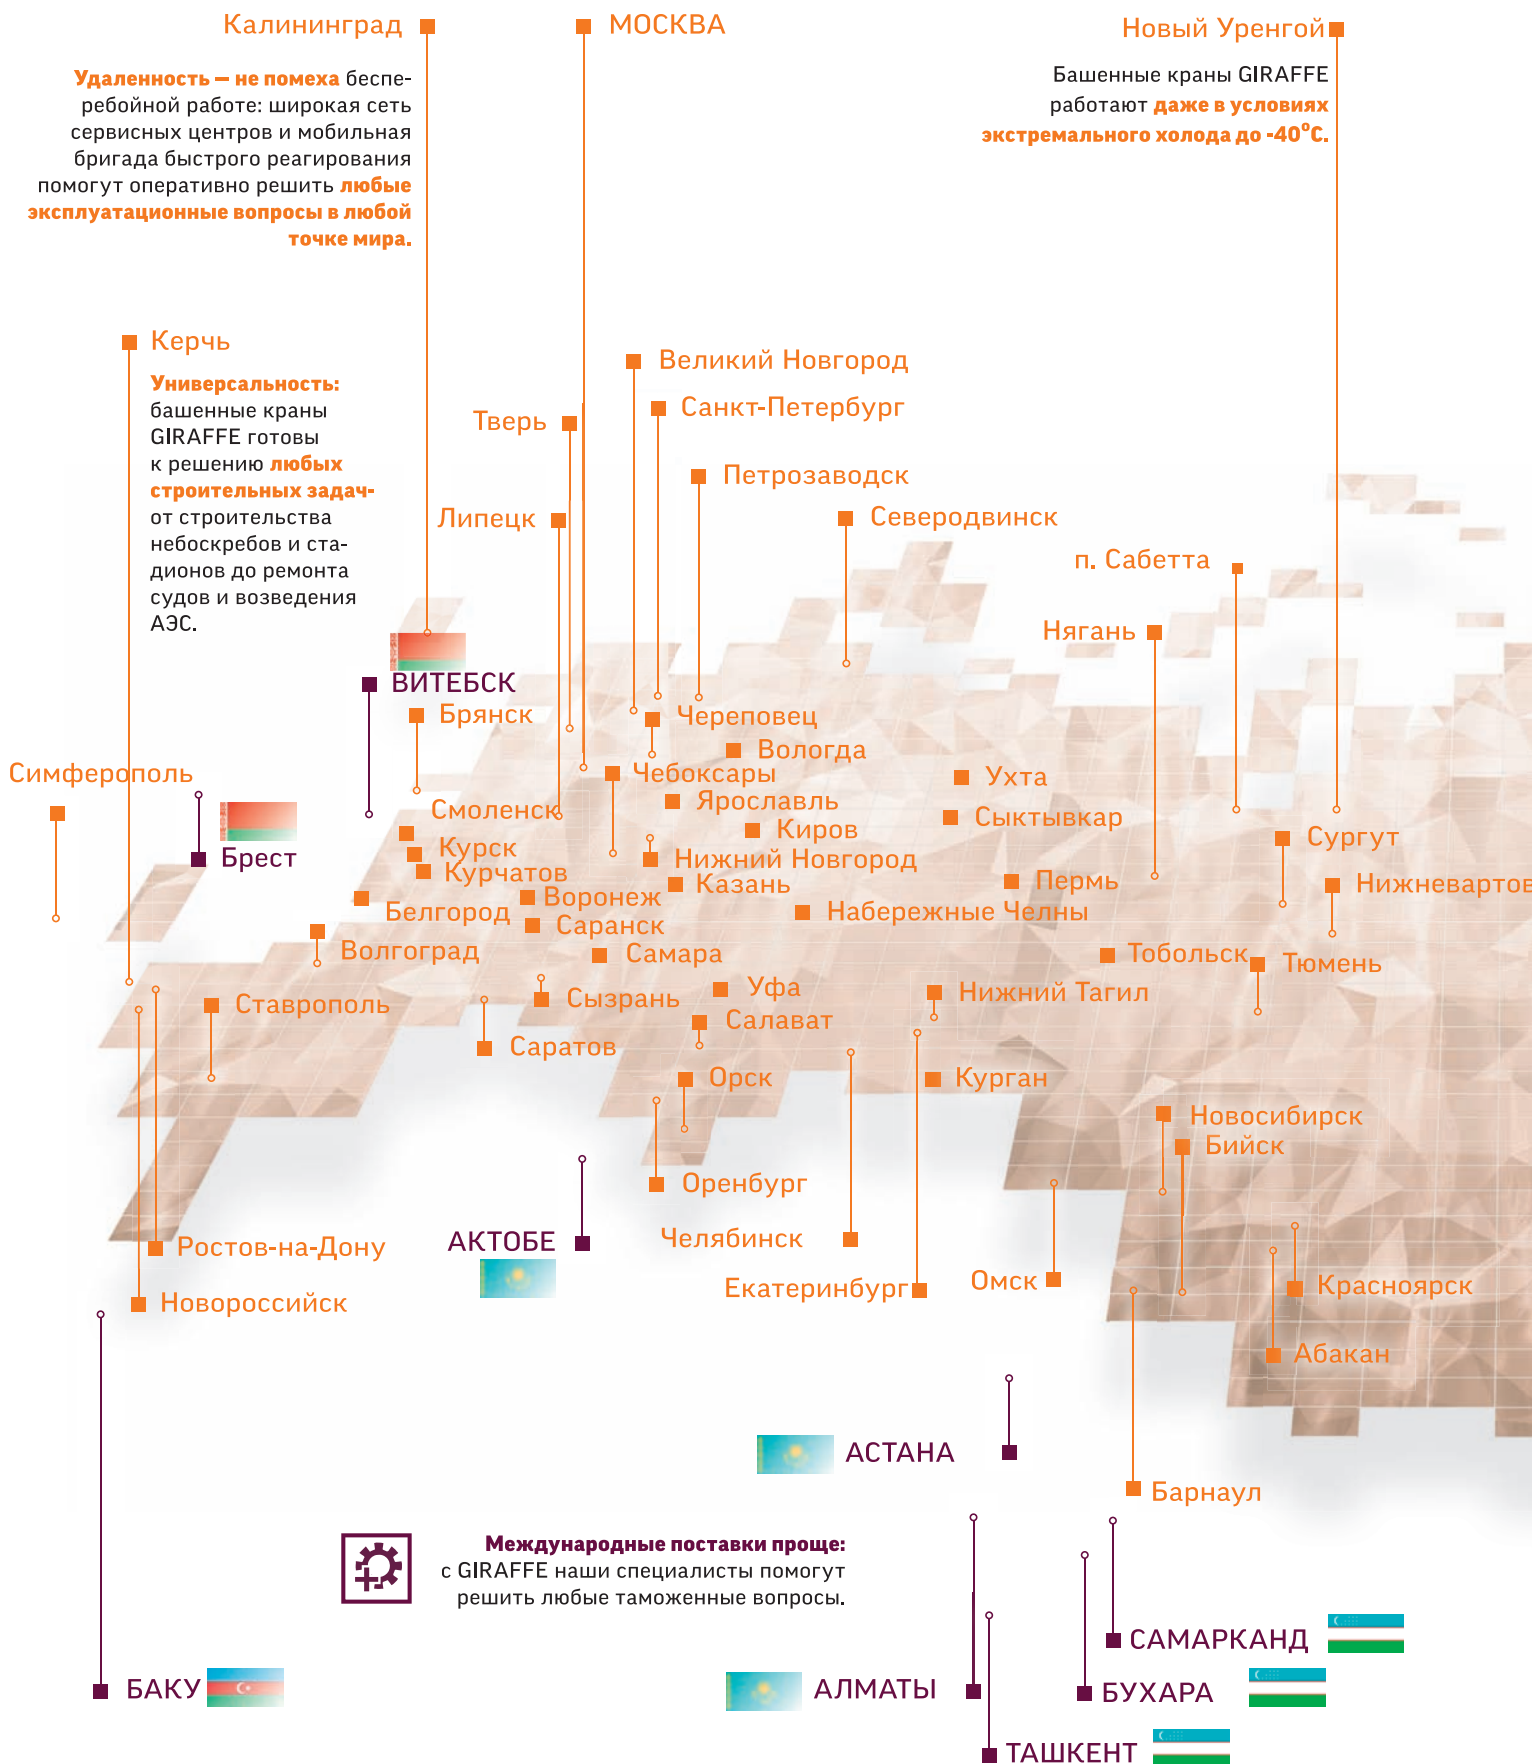 Калининград
МОСКВА
Новый Уренгой
Удаленность — не помеха беспе-
ребойной работе: широкая сеть
сервисных центров и мобильная
бригада быстрого реагирования
помогут оперативно решить любые
эксплуатационные вопросы в любой
точке мира.
Башенные краны GIRAFFE
работают даже в условиях
экстремального холода до -40°С.
Керчь
Универсальность:
башенные краны
GIRAFFE готовы
к решению любых
строительных задач-
от строительства
небоскребов и ста-
дионов до ремонта
судов и возведения
АЭС.
Великий Новгород
Санкт-Петербург
Тверь
Петрозаводск
Липецк
Северодвинск
п. Сабетта
Нягань
ВИТЕБСК
Брянск
Череповец
Вологда
Симферополь
Чебоксары
Ухта
Смоленск
Ярославль
Сыктывкар
Киров
Сургут
Курск
Брест
Нижний Новгород
Курчатов
Казань
Пермь
Нижневартов
Белгород
Воронеж
Набережные Челны
Саранск
Волгоград
Самара
Тобольск
Тюмень
Уфа
Нижний Тагил
Ставрополь
Сызрань
Салават
Саратов
Орск
Курган
Новосибирск
Бийск
Оренбург
Ростов-на-Дону
АКТОБЕ
Челябинск
Омск
Екатеринбург
Красноярск
Новороссийск
Абакан
АСТАНА
Барнаул
Международные поставки проще:
с GIRAFFE наши специалисты помогут
решить любые таможенные вопросы.
САМАРКАНД
БАКУ
АЛМАТЫ
БУХАРА
ТАШКЕНТ